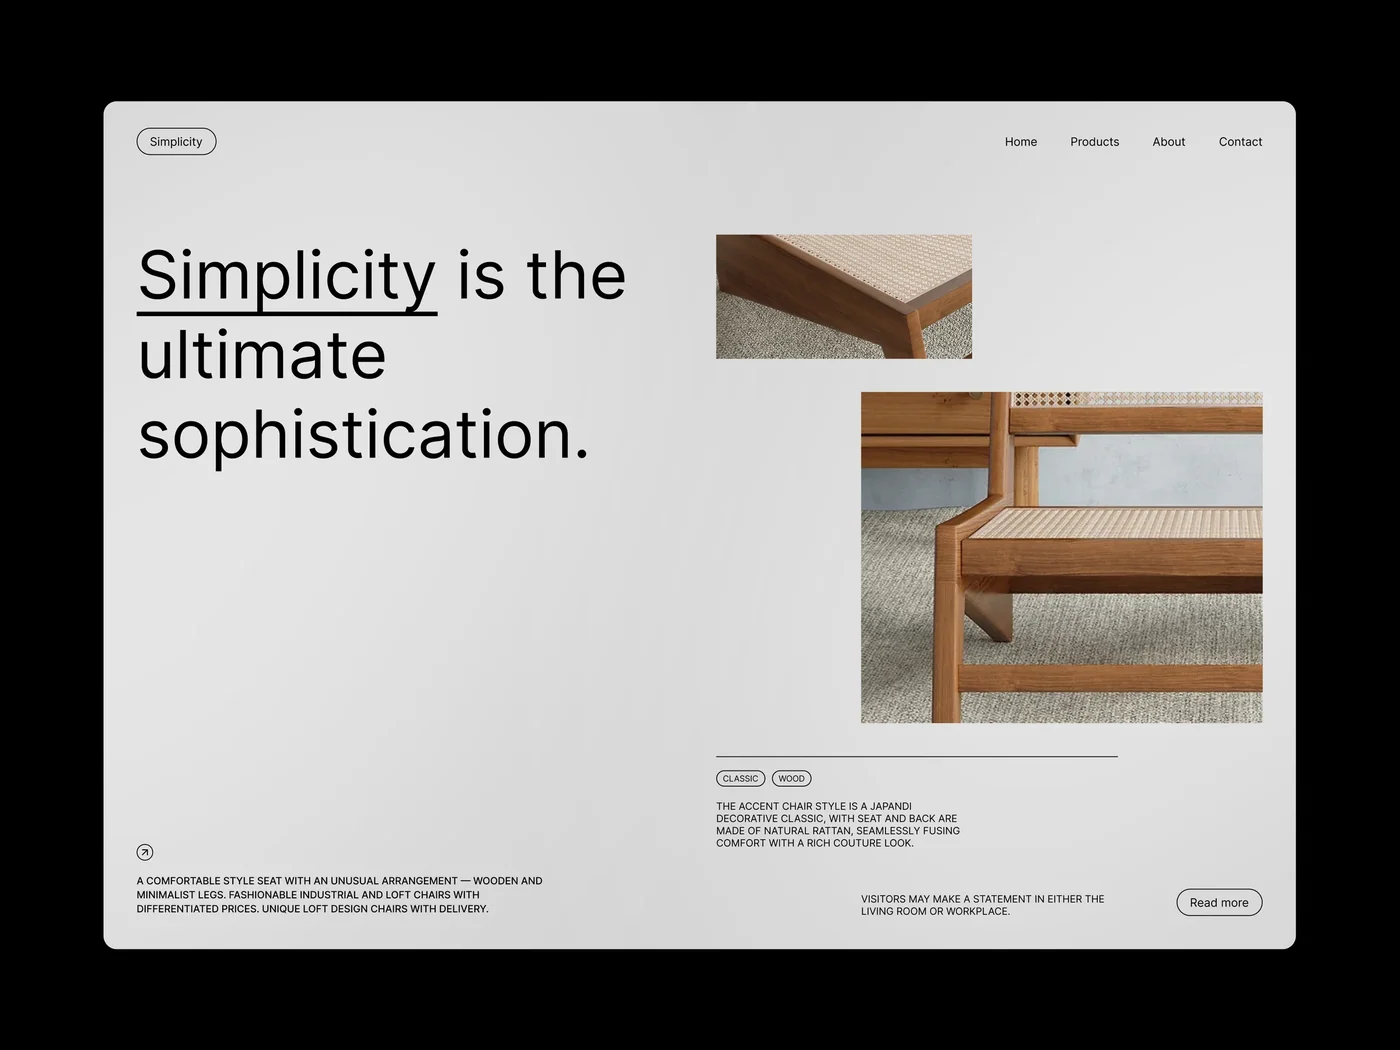 Simplicity
Home
Products
About
Contact
Simplicity is the
ultimate
sophistication.
CLASSIC
WOOD
THE ACCENT CHAIR STYLE IS A JAPANDI
DECORATIVE CLASSIC, WITH SEAT AND BACK ARE
MADE OF NATURAL RATTAN, SEAMLESSLY FUSING
COMFORT WITH A RICH COUTURE LOOK.
A COMFORTABLE STYLE SEAT WITH AN UNUSUAL ARRANGEMENT — WOODEN AND
MINIMALIST LEGS. FASHIONABLE INDUSTRIAL AND LOFT CHAIRS WITH
DIFFERENTIATED PRICES. UNIQUE LOFT DESIGN CHAIRS WITH DELIVERY.
VISITORS MAY MAKE A STATEMENT IN EITHER THE
LIVING ROOM OR WORKPLACE.
Read more